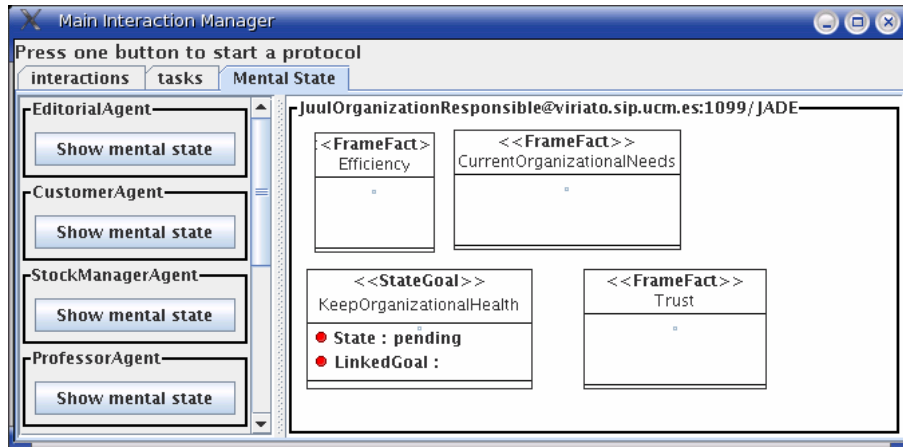 Main Interaction Manager
Press one button to start a protocol
interactions tasks Mental State
EditorialAgent
Show mental state
CustomerAgent
Show mental state
StockManagerAgent
Show mental state
ProfessorAgent
Show mental state
JuulOrganizationResponsible@viriato.sip.ucm.es:1099/JADE
<<FrameFact>
Efficiency
<<FrameFact>>
CurrentOrganizationalNeeds
<<StateGoal>>
KeepOrganizationalHealth
State : pending
LinkedGoal :
<<FrameFact>>
Trust